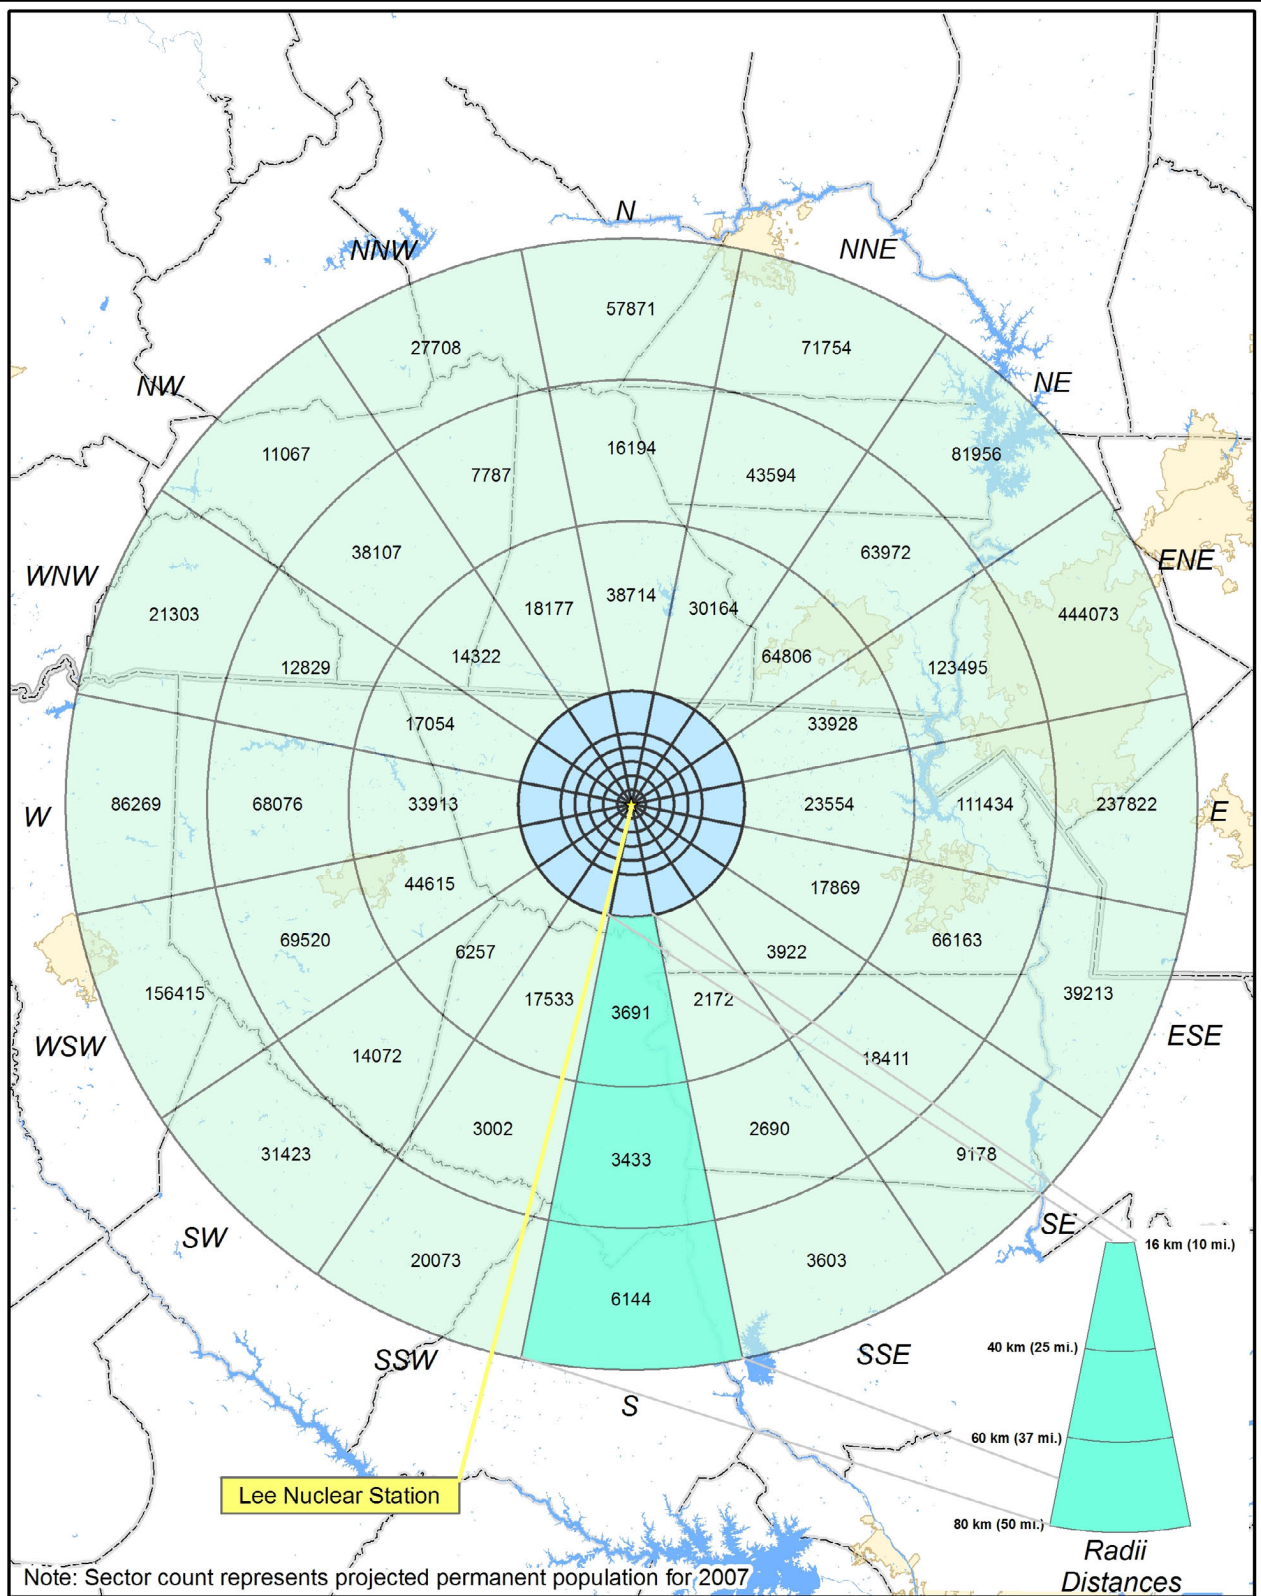 N
NNW
NNE
57871
27708
71754
NW
NE
11067
16194
81956
7787
43594
38107
63972
WNW
ENE
21303
18177
38714
30164
444073
14322
64806
12829
123495
17054
33928
W
86269
68076
33913
23554
111434
237822
E
44615
17869
69520
6257
3922
66163
156415
17533
3691
2172
39213
WSW
ESE
14072
18411
3002
2690
31423
3433
9178
SW
SE
16 km (10 mi.)
20073
3603
6144
40 km (25 mi.)
SSW
SSE
S
60 km (37 mi.)
Lee Nuclear Station
80 km (50 mi.)
Radii
Distances
Note: Sector count represents projected permanent population for 2007